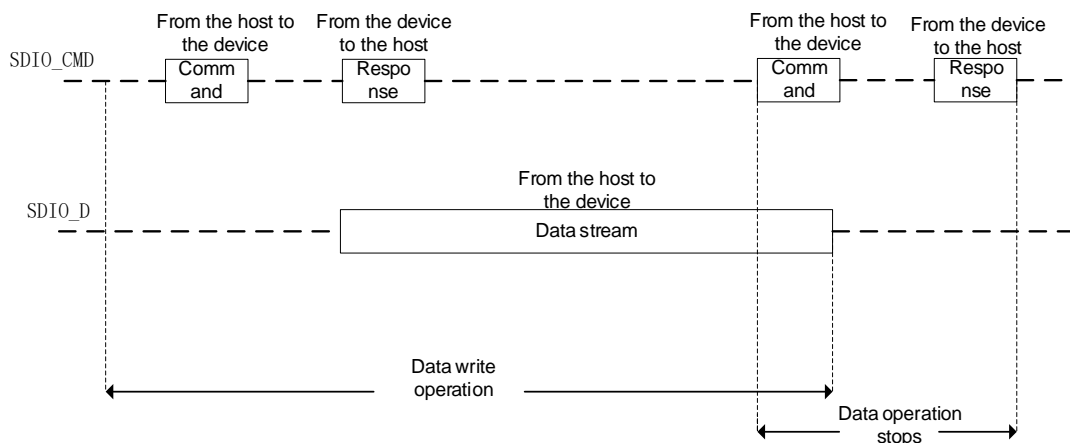 From the host to
the device
From the device
to the host
From the host to
the device
From the device
to the host
SDIO_CMD
Comm
and
Respo
nse
Comm
and
Respo
nse
From the host to
the device
SDIO_D
Data stream
Data write
operation
Data operation
stops